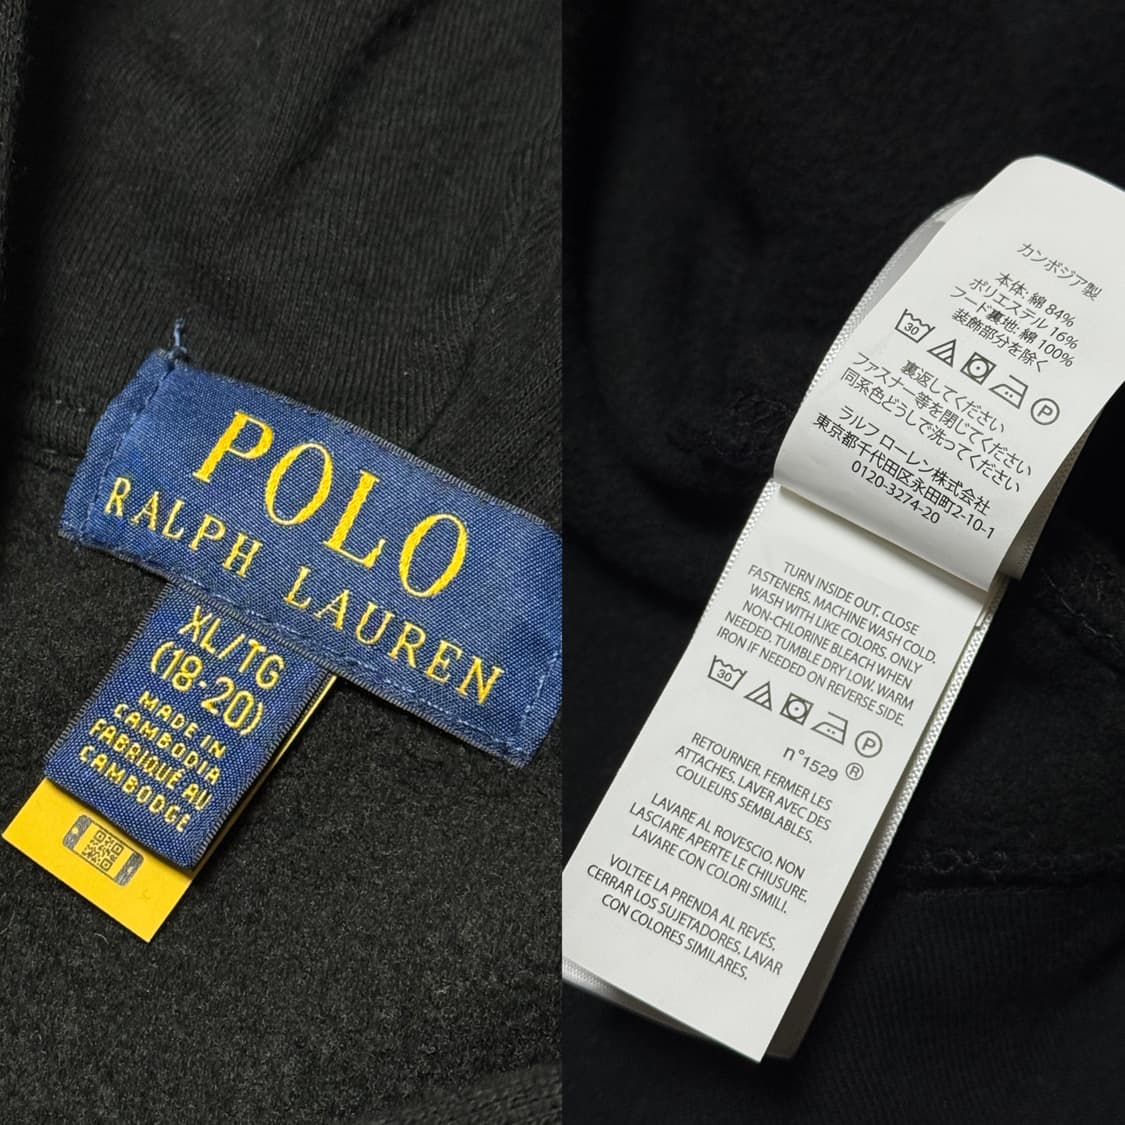 POLO
RALPH LAUREN
XL/TG
(18-20)
MADE IN
CAMBODIA
FABRIQUÉ AU
CAMBODGE
カンボジア製
本体: 綿 84%
ポリエステル 16%
フード裏地: 綿 100%
装飾部分を除く
30
P
裏返してください
ファスナー等を閉じてください
同系色どうしで洗ってください
ラルフ ローレン株式会社
東京都千代田区永田町2-10-1
0120-3274-20
TURN INSIDE OUT. CLOSE
FASTENERS. MACHINE WASH COLD.
WASH WITH LIKE COLORS. ONLY
NON-CHLORINE BLEACH WHEN
NEEDED. TUMBLE DRY LOW. WARM
IRON IF NEEDED ON REVERSE SIDE.
30
P
n°1529 ®
RETOURNER. FERMER LES
ATTACHES. LAVER AVEC DES
COULEURS SEMBLABLES.
LAVARE AL ROVESCIO. NON
LASCIARE APERTE LE CHIUSURE.
LAVARE CON COLORI SIMILI.
VOLTEE LA PRENDA AL REVÉS.
CERRAR LOS SUJETADORES. LAVAR
CON COLORES SIMILARES.